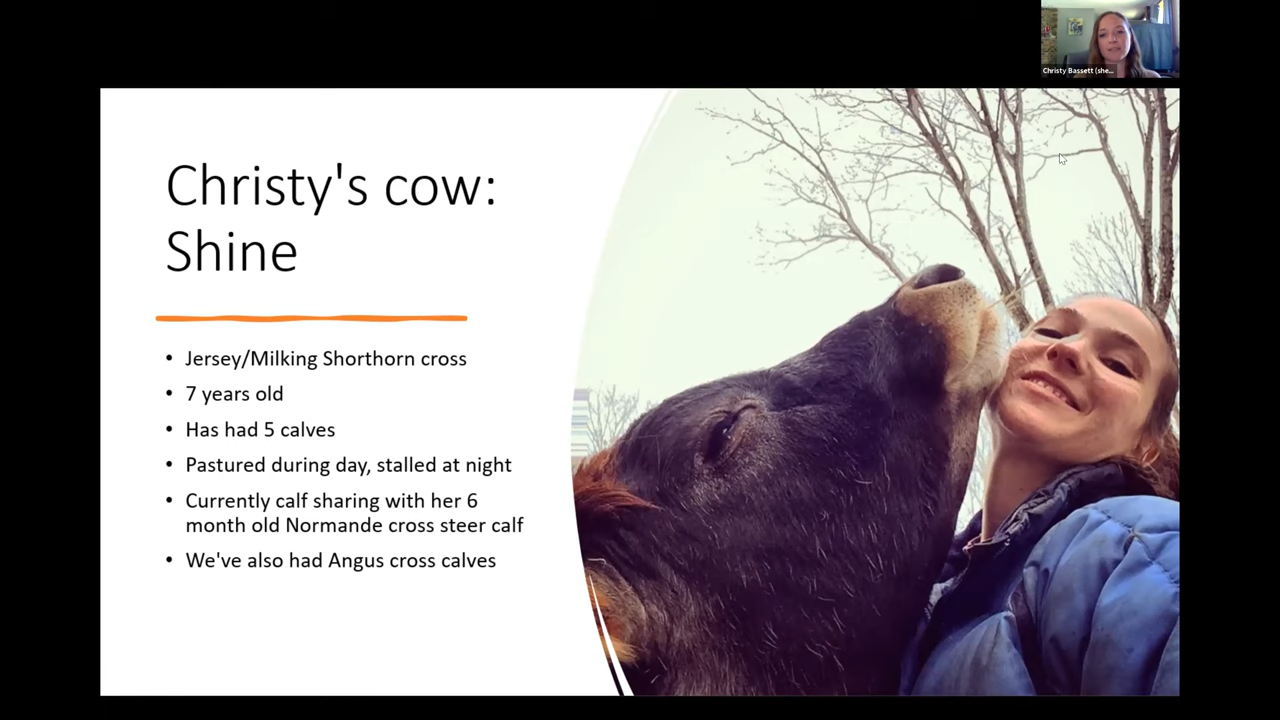 Christy Bassett (she...
Christy's cow:
Shine
• Jersey/Milking Shorthorn cross
• 7 years old
• Has had 5 calves
• Pastured during day, stalled at night
• Currently calf sharing with her 6
month old Normande cross steer calf
• We've also had Angus cross calves